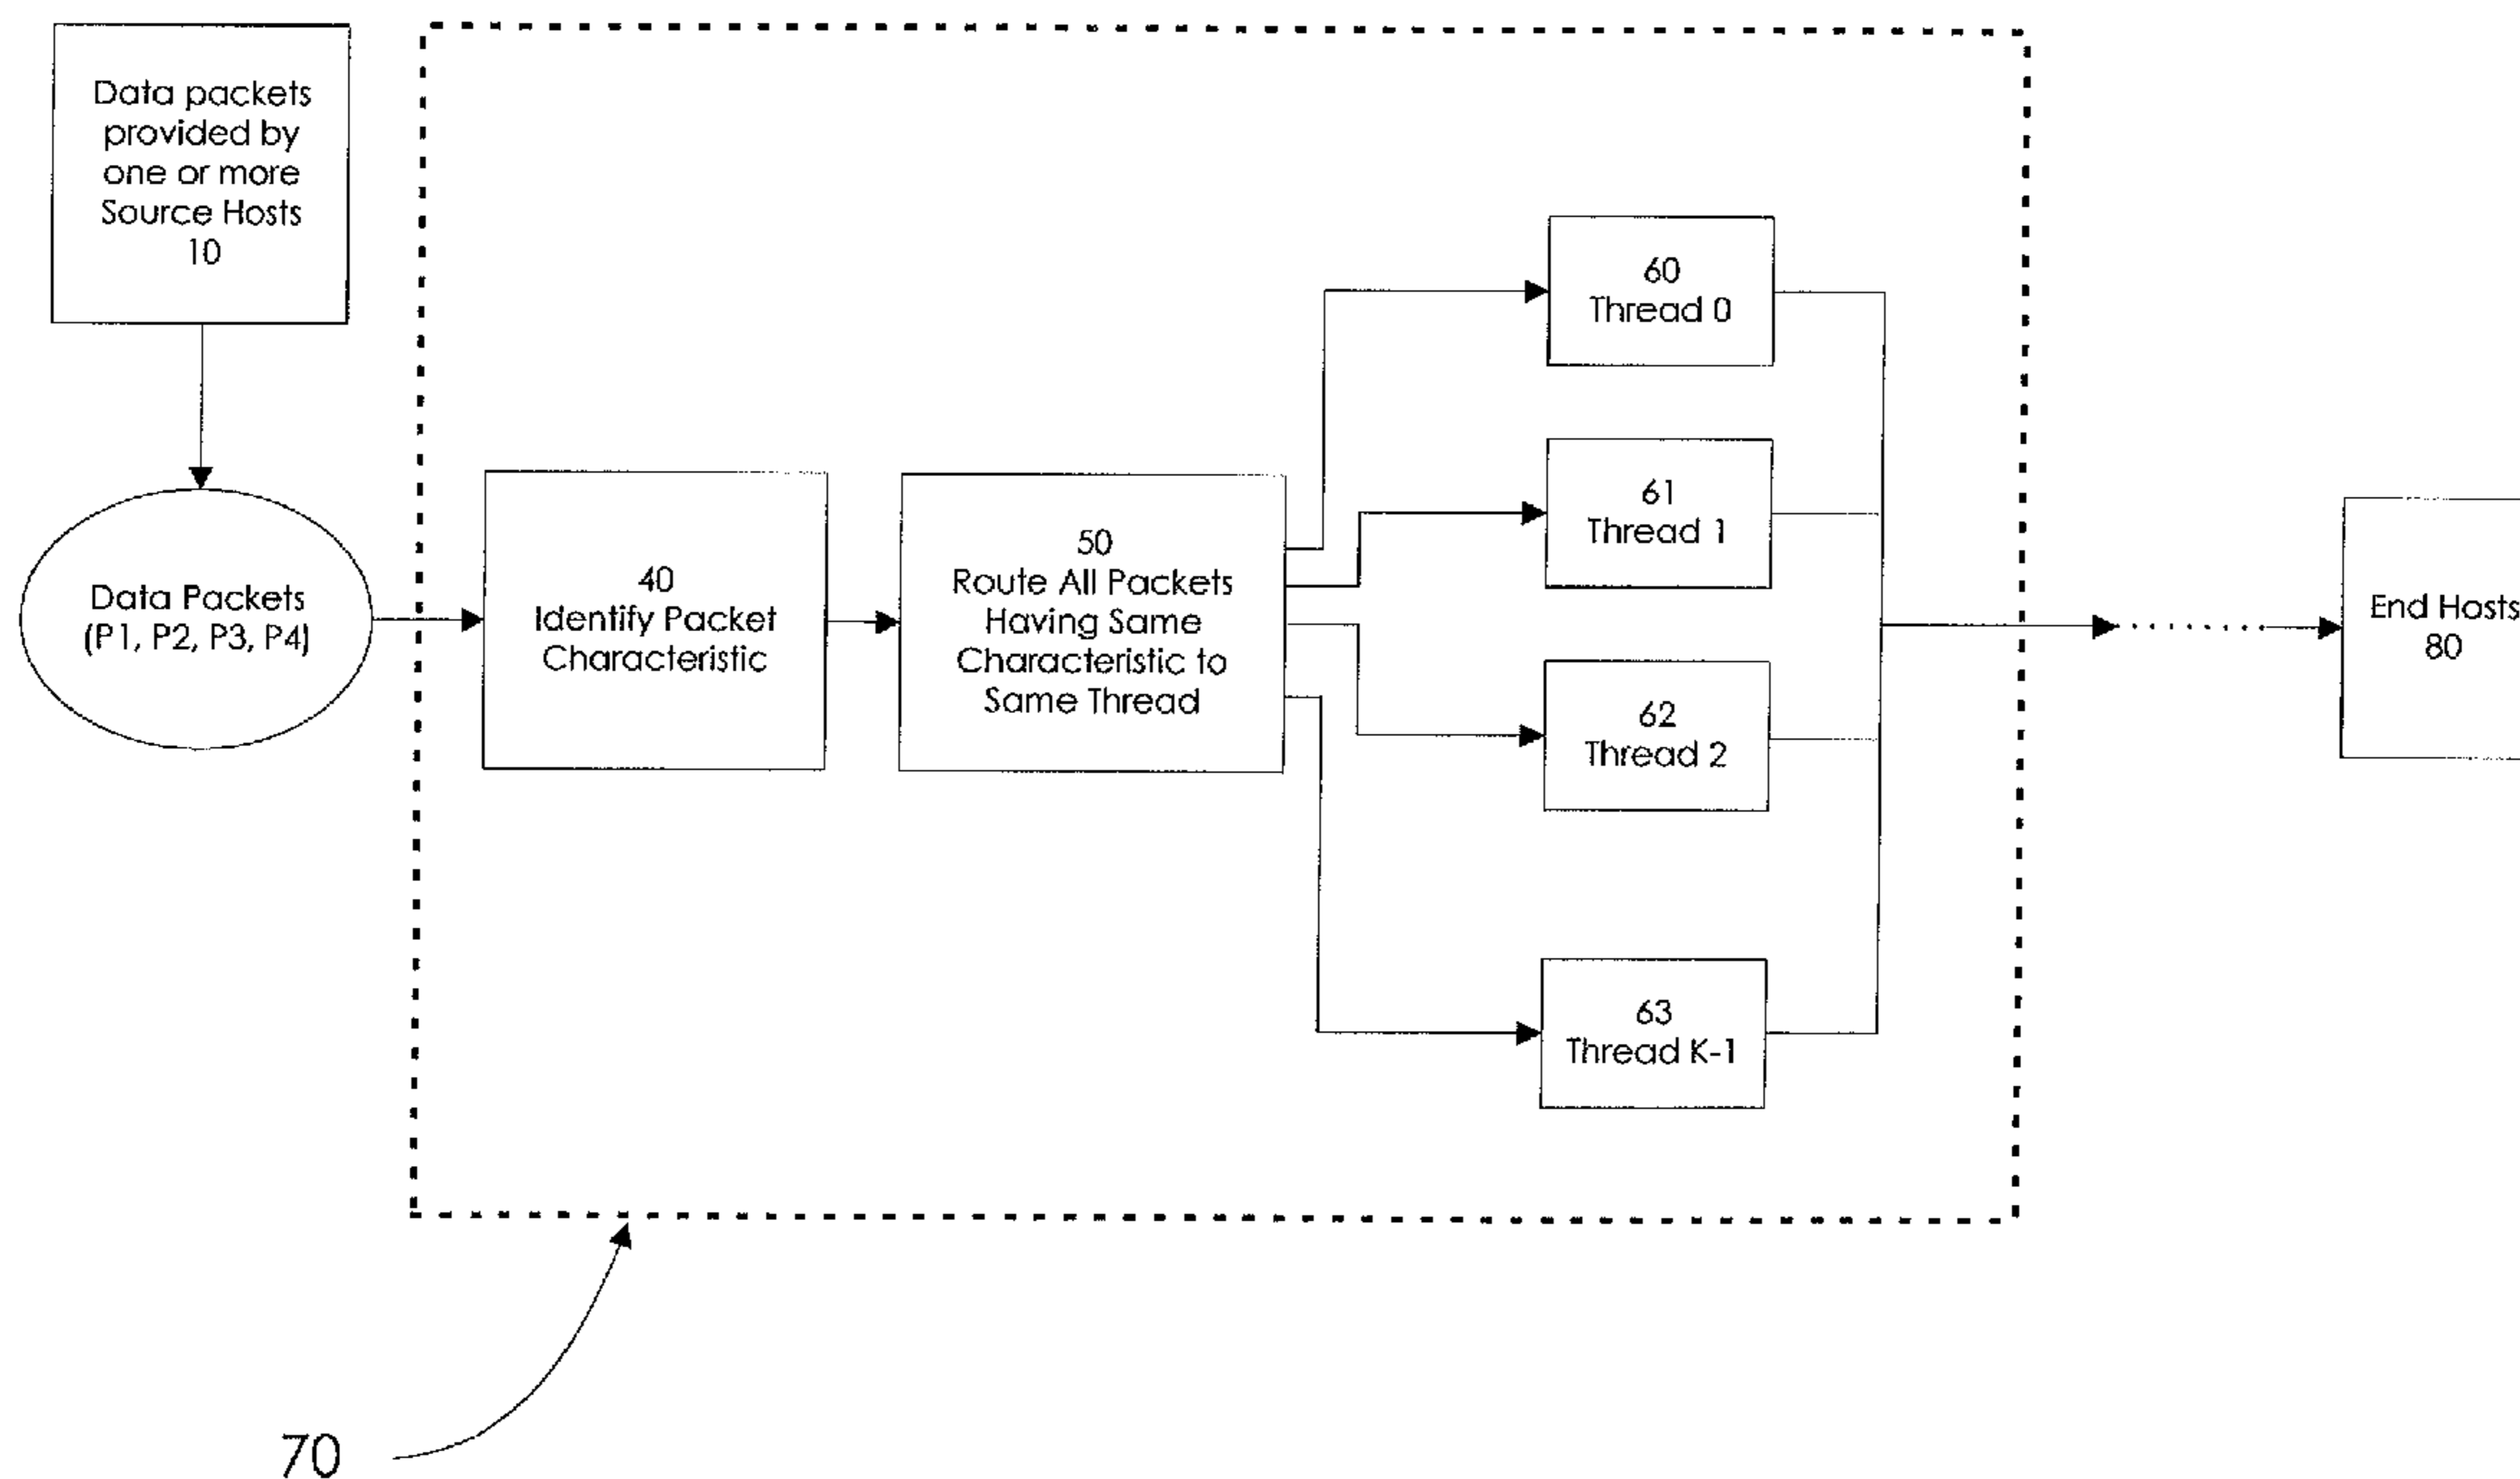 Data packets
provided by
one or more
Source Hosts
10
Data Packets
(P1, P2, P3, P4)
40
Identify Packet
Characteristic
50
Route All Packets
Having Same
Characteristic to
Same Thread
60
Thread 0
61
Thread 1
62
Thread 2
63
Thread K-1
End Hosts
80
70